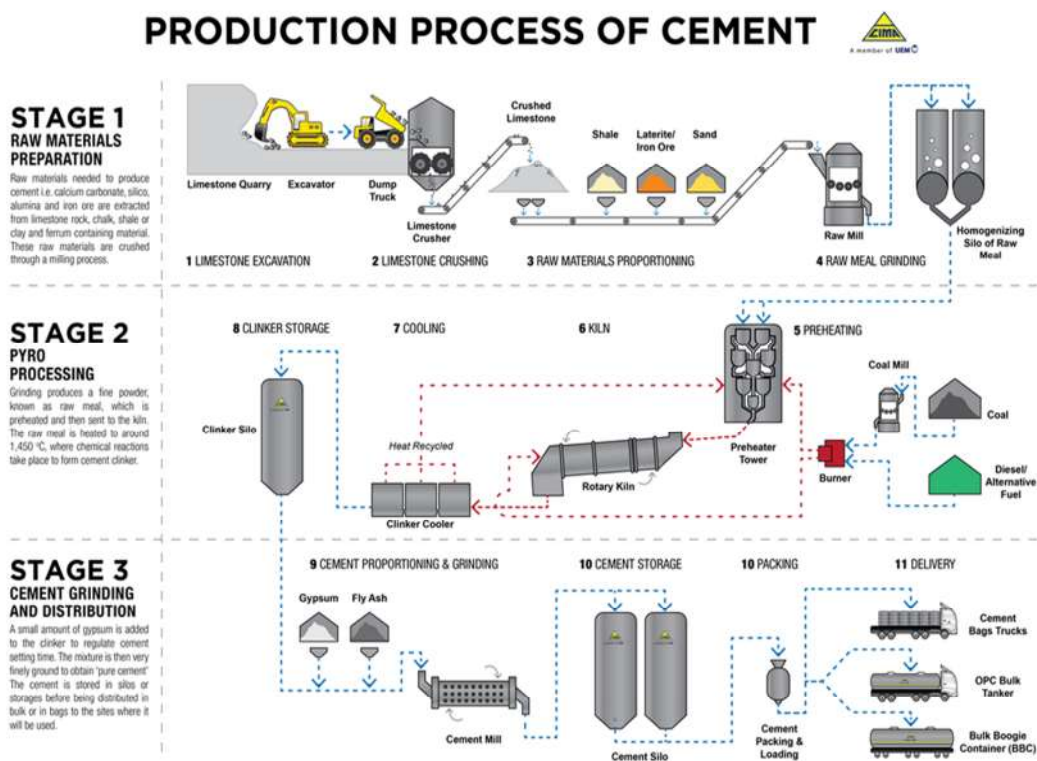 PRODUCTION PROCESS OF CEMENT
CIMA
A member of UEM
STAGE 1
RAW MATERIALS
PREPARATION
Raw materials needed to produce
cement i.e. calcium carbonate, silico,
alumina and iron ore are extracted
from limestone rock, chalk, shale or
clay and ferrum containing material.
These raw materials are crushed
through a milling process.
Limestone Quarry
Excavator
Dump
Truck
Limestone
Crusher
Crushed
Limestone
Shale
Laterite/
Iron Ore
Sand
Raw Mill
Homogenizing
Silo of Raw
Meal
1 LIMESTONE EXCAVATION
2 LIMESTONE CRUSHING
3 RAW MATERIALS PROPORTIONING
4 RAW MEAL GRINDING
STAGE 2
PYRO
PROCESSING
Grinding produces a fine powder,
known as raw meal, which is
preheated and then sent to the kiln.
The raw meal is heated to around
1,450 ºC, where chemical reactions
take place to form cement clinker.
8 CLINKER STORAGE
7 COOLING
6 KILN
5 PREHEATING
Clinker Silo
Heat Recycled
Clinker Cooler
Rotary Kiln
Preheater
Tower
Coal Mill
Coal
Burner
Diesel/
Alternative
Fuel
STAGE 3
CEMENT GRINDING
AND DISTRIBUTION
A small amount of gypsum is added
to the clinker to regulate cement
setting time. The mixture is then very
finely ground to obtain "pure cement"
The cement is stored in silos or
storages before being distributed in
bulk or in bags to the sites where it
will be used.
9 CEMENT PROPORTIONING & GRINDING
10 CEMENT STORAGE
10 PACKING
11 DELIVERY
Gypsum
Fly Ash
Cement Mill
Cement Silo
Cement
Packing &
Loading
Cement
Bags Trucks
OPC Bulk
Tanker
Bulk Boogie
Container (BBC)